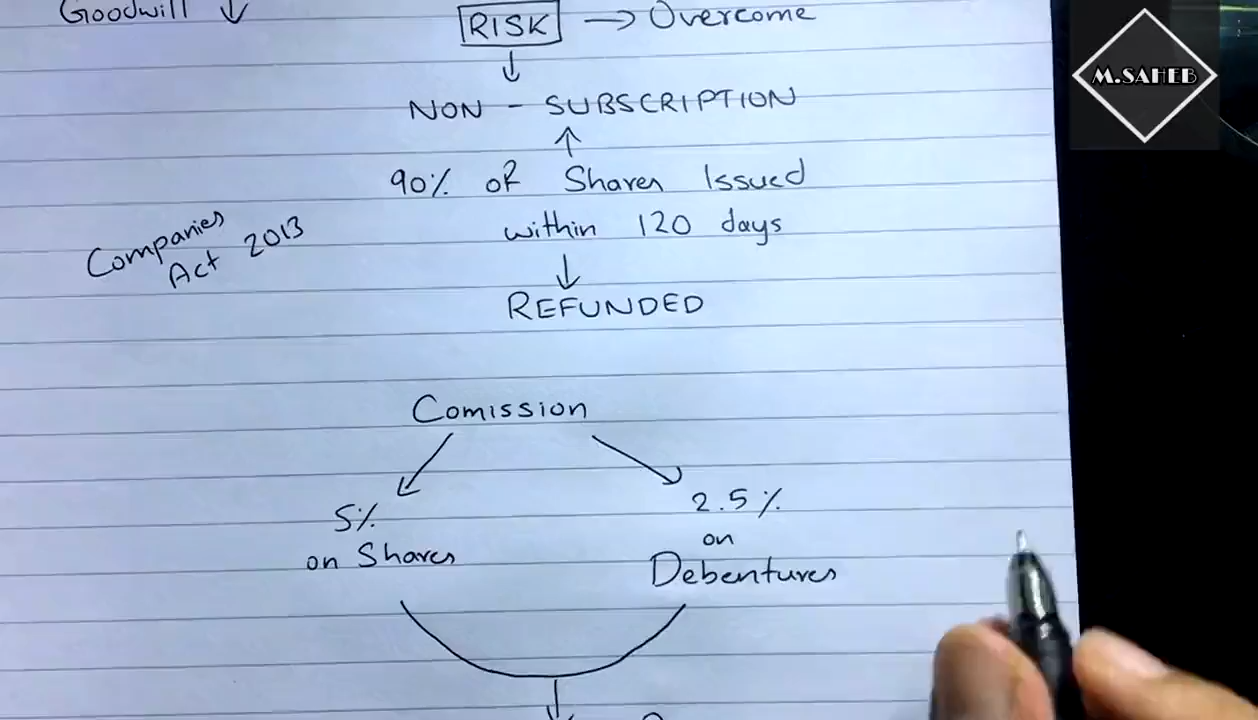 Goodwill ↓
RISK → Overcome
↓
NON - SUBSCRIPTION
↑
90% of Shares Issued
within 120 days
Companies
Act 2013
↓
REFUNDED
Comission
5%
on Shares
2.5%
on
Debentures
M.SAHEB